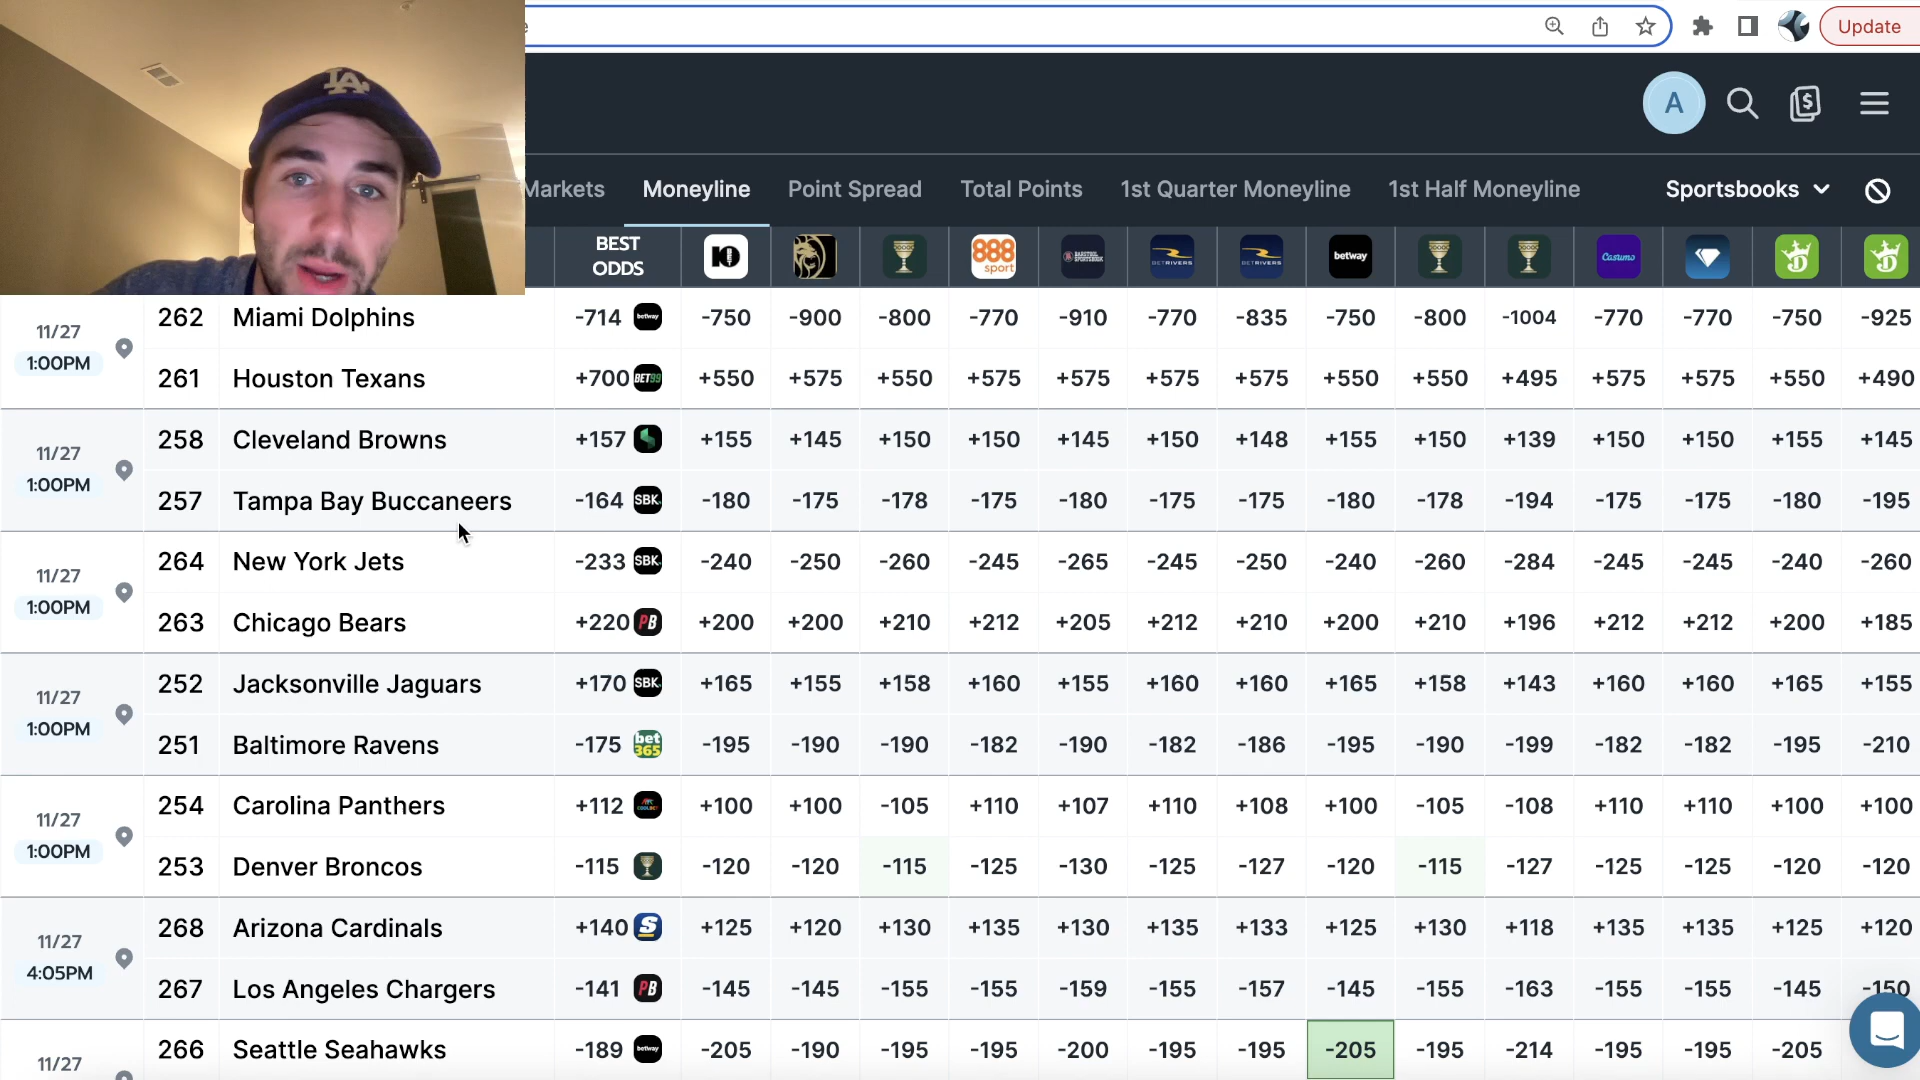 LA
e
Update
A
Markets Moneyline Point Spread Total Points 1st Quarter Moneyline 1st Half Moneyline Sportsbooks
BEST
ODDS
10 888 sport BETRIVERS BETRIVERS betway Casumo
11/27
1:00PM
262 Miami Dolphins -714 betway -750 -900 -800 -770 -910 -770 -835 -750 -800 -1004 -770 -770 -750 -925
261 Houston Texans +700 BET99 +550 +575 +550 +575 +575 +575 +575 +550 +550 +495 +575 +575 +550 +490
11/27
1:00PM
258 Cleveland Browns +157 +155 +145 +150 +150 +145 +150 +148 +155 +150 +139 +150 +150 +155 +145
257 Tampa Bay Buccaneers -164 SBK -180 -175 -178 -175 -180 -175 -175 -180 -178 -194 -175 -175 -180 -195
11/27
1:00PM
264 New York Jets -233 SBK -240 -250 -260 -245 -265 -245 -250 -240 -260 -284 -245 -245 -240 -260
263 Chicago Bears +220 PB +200 +200 +210 +212 +205 +212 +210 +200 +210 +196 +212 +212 +200 +185
11/27
1:00PM
252 Jacksonville Jaguars +170 SBK +165 +155 +158 +160 +155 +160 +160 +165 +158 +143 +160 +160 +165 +155
251 Baltimore Ravens -175 bet365 -195 -190 -190 -182 -190 -182 -186 -195 -190 -199 -182 -182 -195 -210
11/27
1:00PM
254 Carolina Panthers +112 +100 +100 -105 +110 +107 +110 +108 +100 -105 -108 +110 +110 +100 +100
253 Denver Broncos -115 -120 -120 -115 -125 -130 -125 -127 -120 -115 -127 -125 -125 -120 -120
11/27
4:05PM
268 Arizona Cardinals +140 S +125 +120 +130 +135 +130 +135 +133 +125 +130 +118 +135 +135 +125 +120
267 Los Angeles Chargers -141 PB -145 -145 -155 -155 -159 -155 -157 -145 -155 -163 -155 -155 -145 -150
11/27
266 Seattle Seahawks -189 betway -205 -190 -195 -195 -200 -195 -195 -205 -195 -214 -195 -195 -205